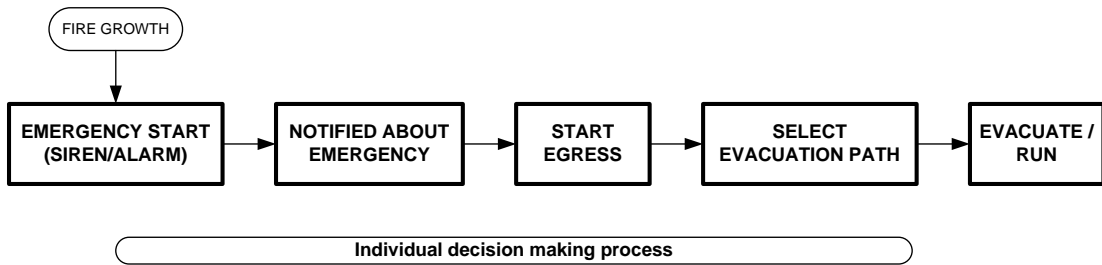 FIRE GROWTH
EMERGENCY START
(SIREN/ALARM)
NOTIFIED ABOUT
EMERGENCY
START
EGRESS
SELECT
EVACUATION PATH
EVACUATE /
RUN
Individual decision making process